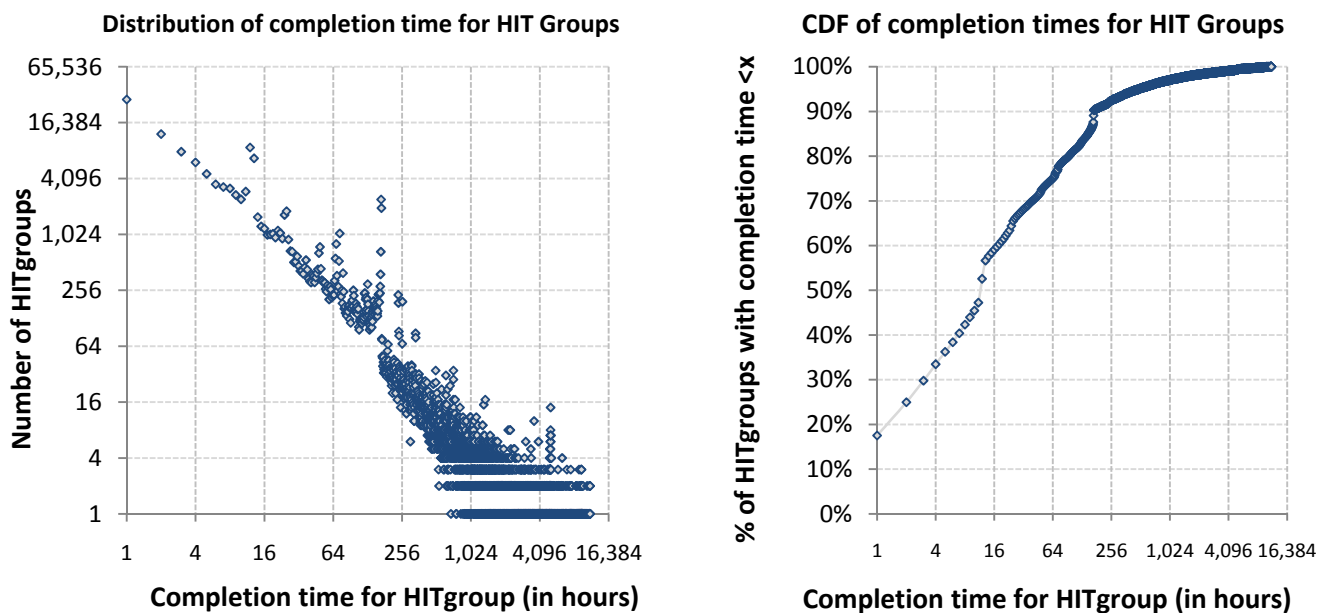 Distribution of completion time for HIT Groups
Number of HITgroups
65,536
16,384
4,096
1,024
256
64
16
4
1
1 4 16 64 256 1,024 4,096 16,384
Completion time for HITgroup (in hours)
CDF of completion times for HIT Groups
% of HITgroups with completion time <x
100%
90%
80%
70%
60%
50%
40%
30%
20%
10%
0%
1 4 16 64 256 1,024 4,096 16,384
Completion time for HITgroup (in hours)